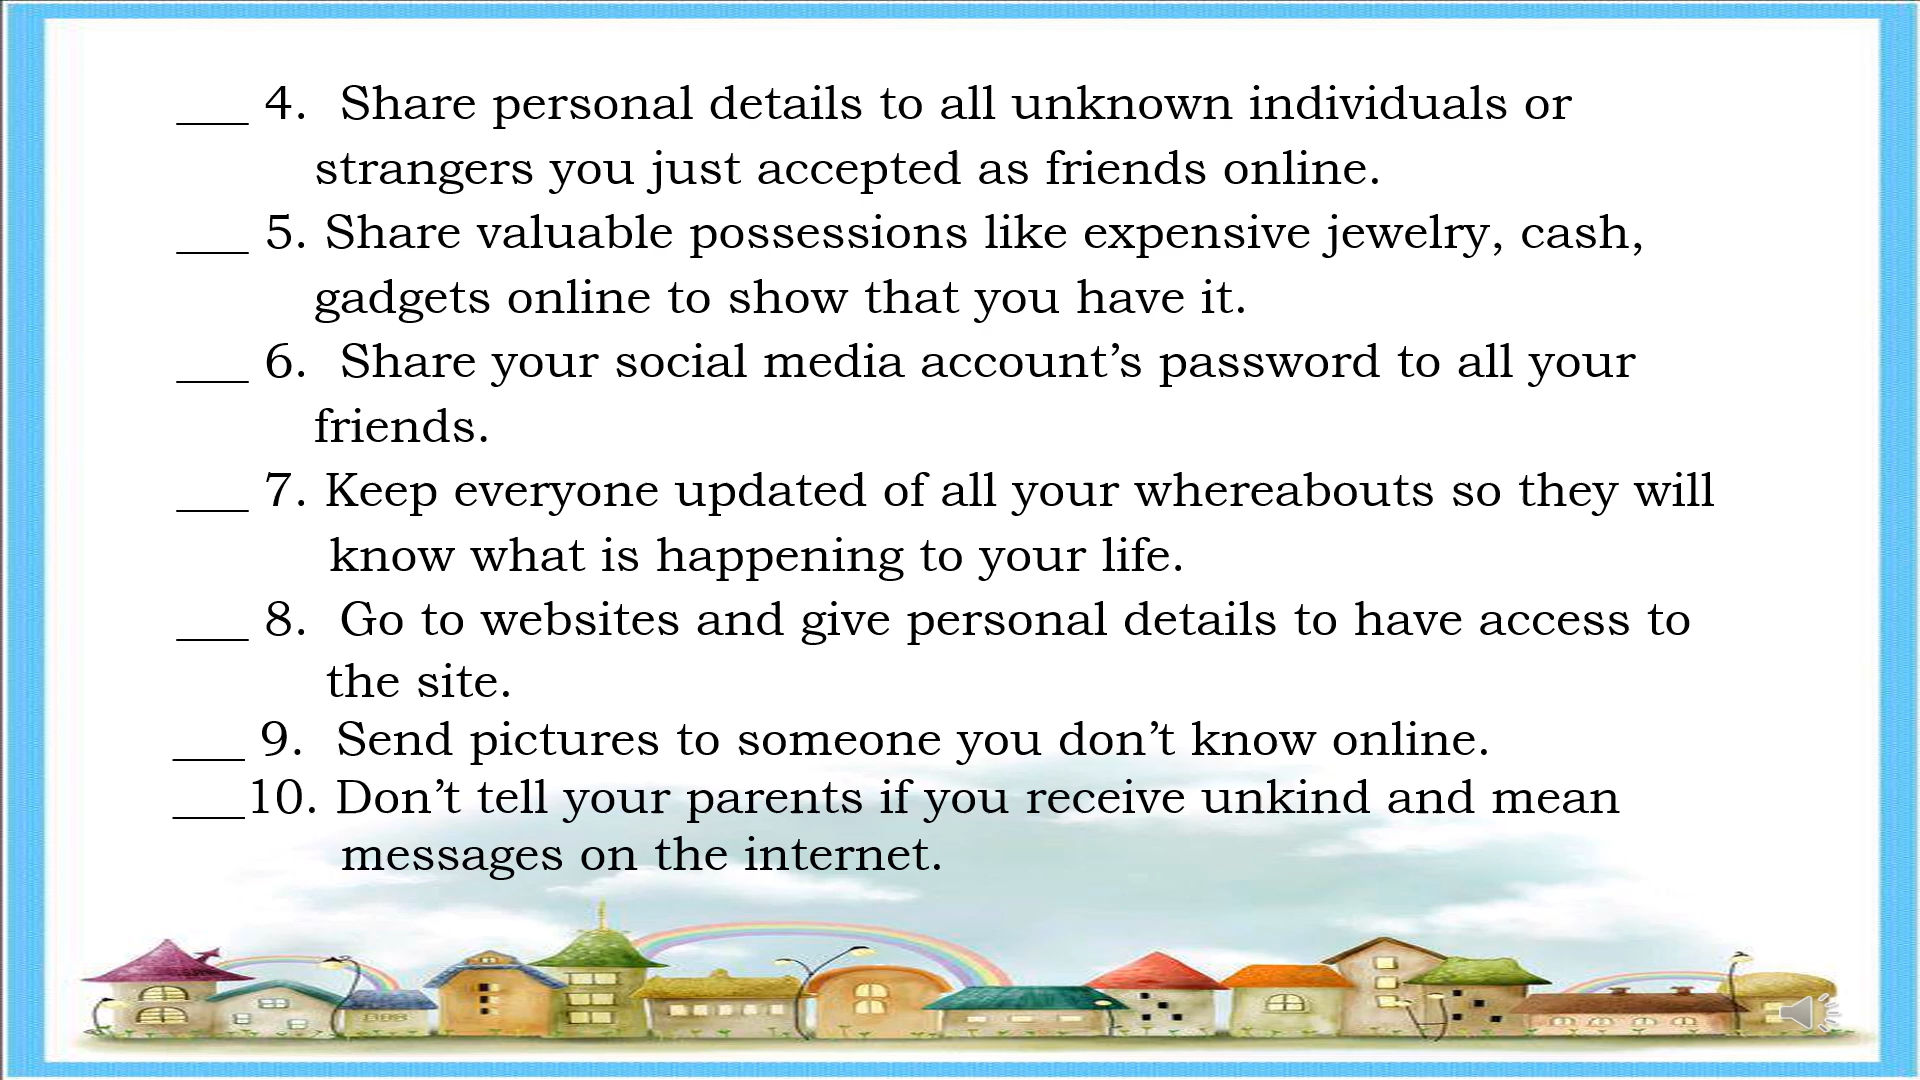 ___ 4.  Share personal details to all unknown individuals or
strangers you just accepted as friends online.
___ 5. Share valuable possessions like expensive jewelry, cash,
gadgets online to show that you have it.
___ 6.  Share your social media account’s password to all your
friends.
___ 7. Keep everyone updated of all your whereabouts so they will
know what is happening to your life.
___ 8.  Go to websites and give personal details to have access to
the site.
___ 9.  Send pictures to someone you don’t know online.
___10. Don’t tell your parents if you receive unkind and mean
messages on the internet.